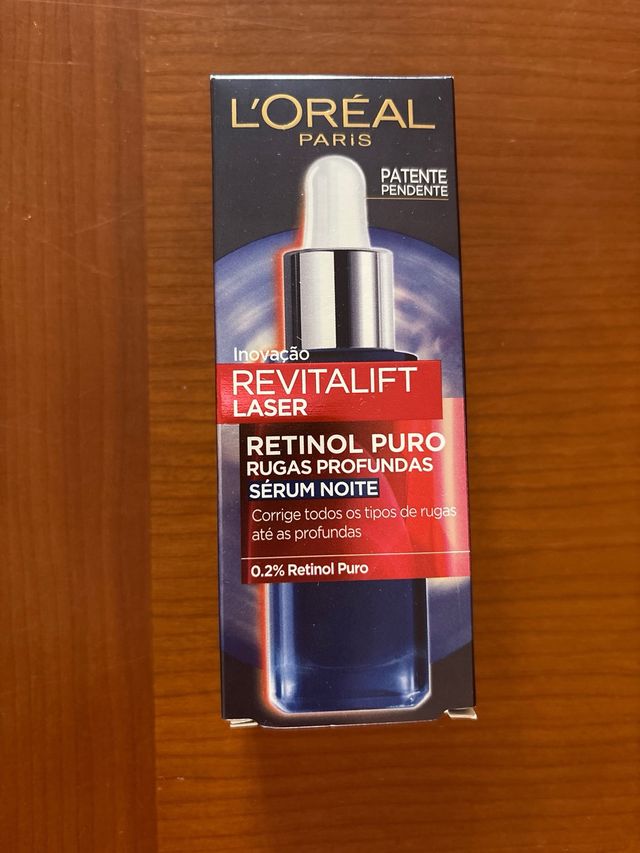 L'ORÉAL
PARiS
PATENTE
PENDENTE
Inovação
REVITALIFT
LASER
RETINOL PURO
RUGAS PROFUNDAS
SÉRUM NOITE
Corrige todos os tipos de rugas
até as profundas
0.2% Retinol Puro